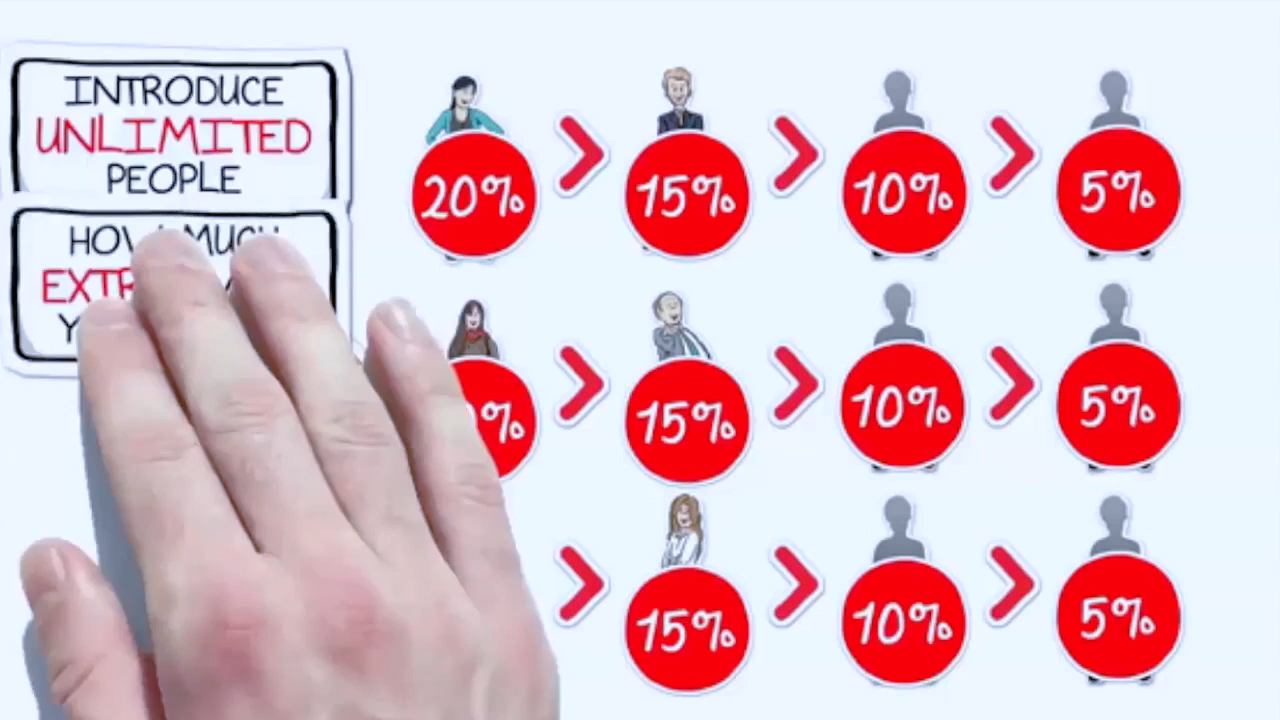 INTRODUCE
UNLIMITED
PEOPLE
20% 15% 10% 5%
15% 10% 5%
15% 10% 5%